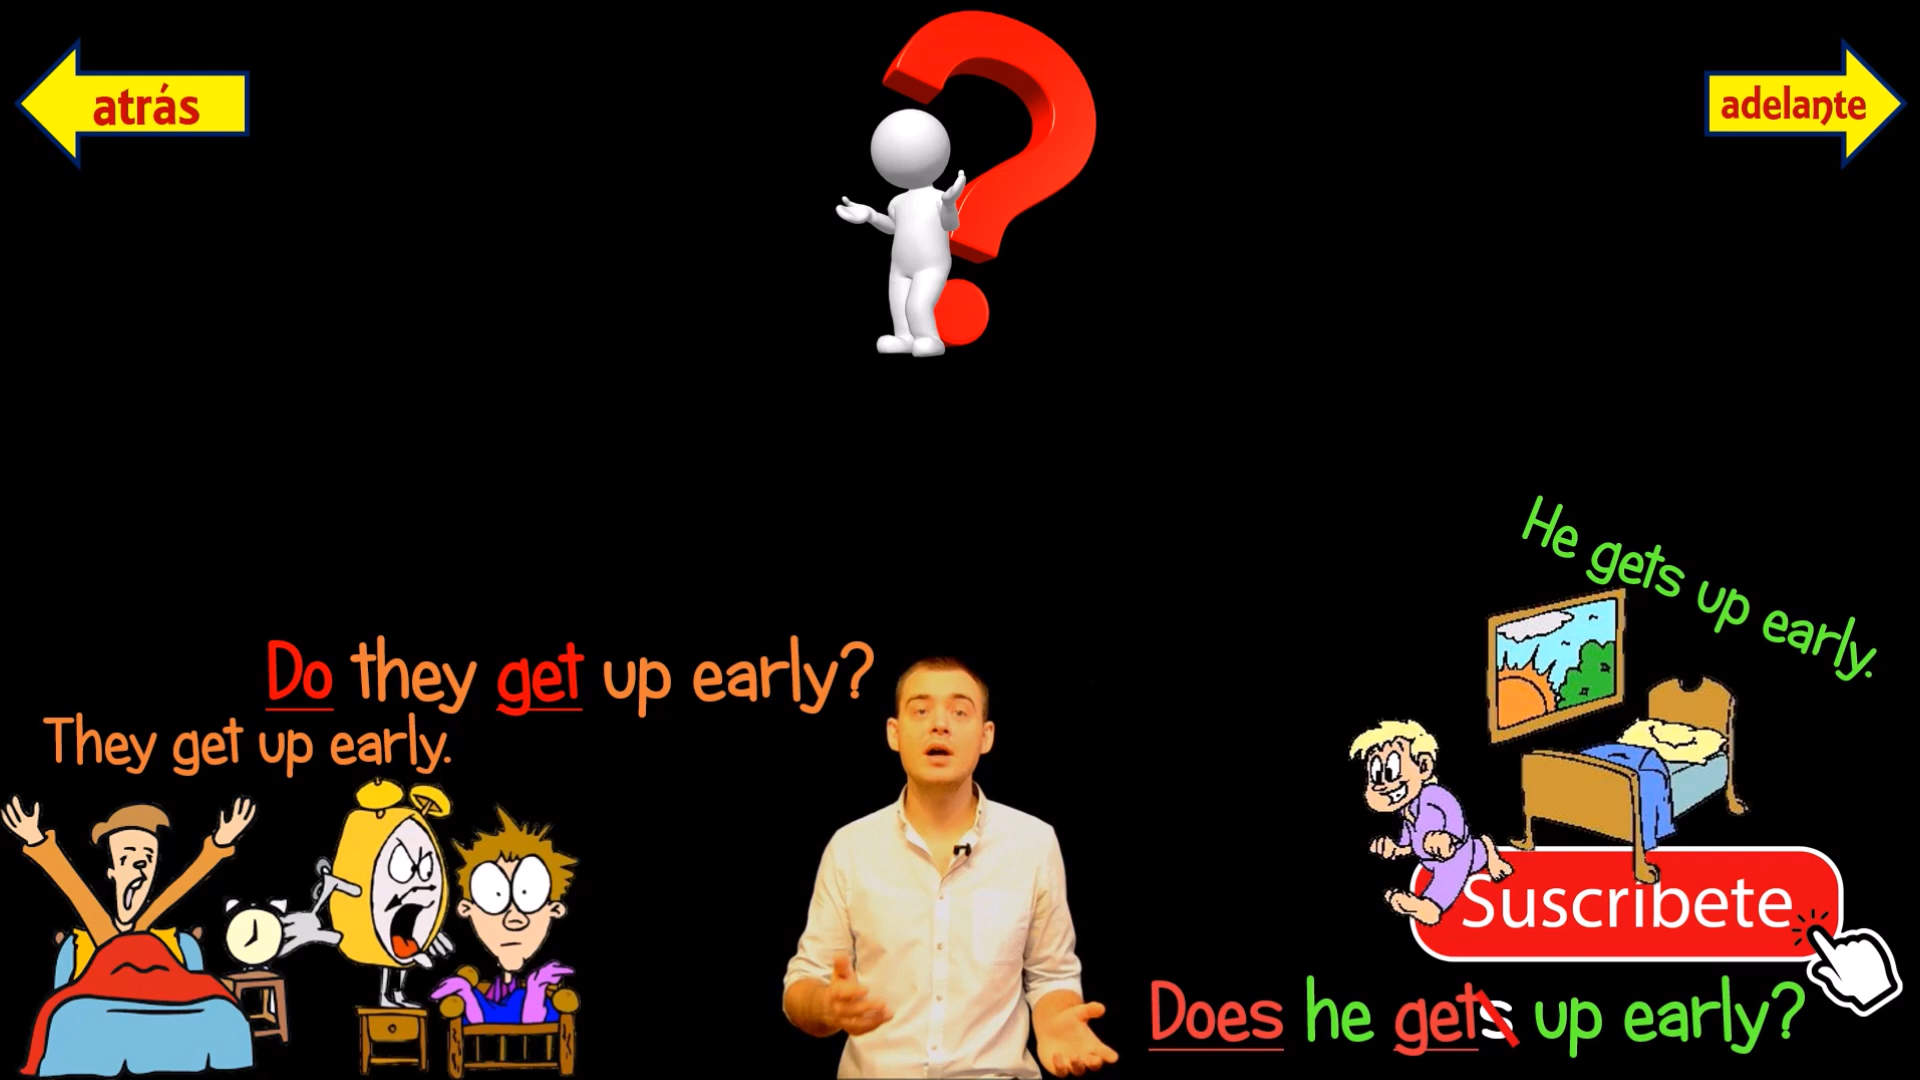 atrás
adelante
He gets up early.
Do they get up early?
They get up early.
Suscribete
Does he gets up early?